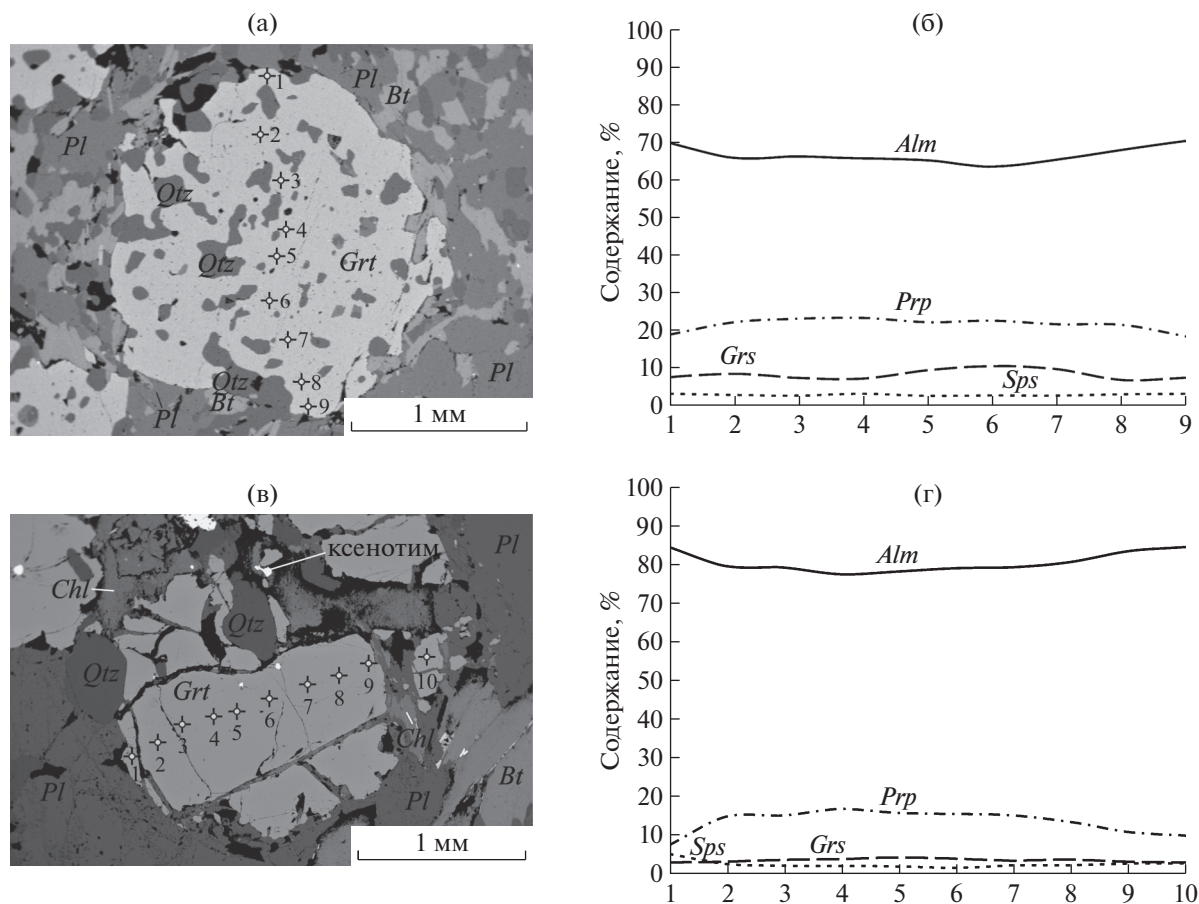 (а)
Pl
Bt
Pl
1
2
Qtz
3
4
Qtz
5
Grt
6
7
Qtz
8
Pl
Bt
9
Pl
1 мм
(б)
Содержание, %
100
90
80
70
60
50
40
30
20
10
0
Alm
Prp
Grs
Sps
1 2 3 4 5 6 7 8 9
(в)
ксенотим
Pl
Chl
Qtz
Qtz
Grt
1 2 3 4 5 6 7 8 9 10
Chl
Pl
Pl
Bt
1 мм
(г)
Содержание, %
100
90
80
70
60
50
40
30
20
10
0
Alm
Prp
Sps
Grs
1 2 3 4 5 6 7 8 9 10